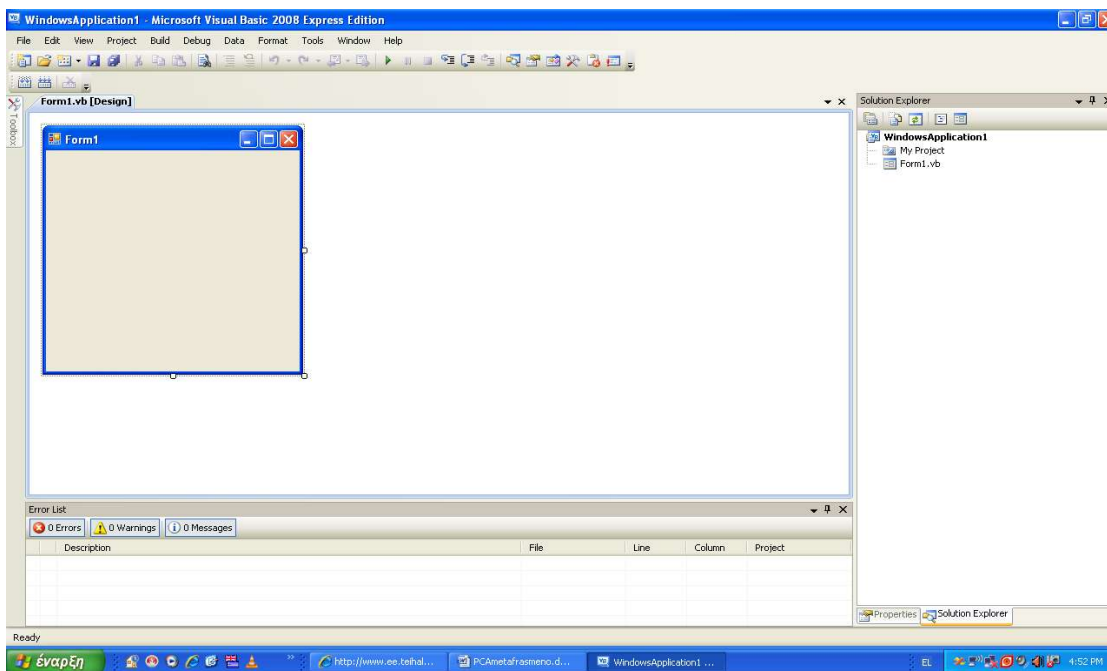 WindowsApplication1 - Microsoft Visual Basic 2008 Express Edition
File Edit View Project Build Debug Data Format Tools Window Help
Form1.vb [Design]
Toolbox
Form1
Solution Explorer
WindowsApplication1
My Project
Form1.vb
Error List
0 Errors 0 Warnings 0 Messages
Description File Line Column Project
Properties Solution Explorer
Ready
έναρξη http://www.ee.teihal... PCAmetafrasmeno.d... WindowsApplication1 ... EL 4:52 PM